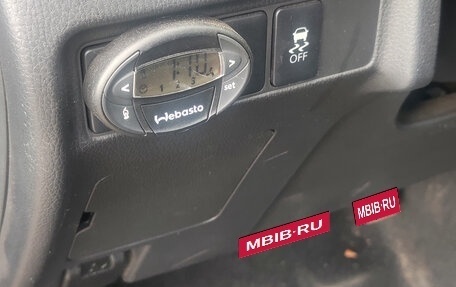 OFF
<
>
set
Webasto
MBIB·RU
MBIB·RU